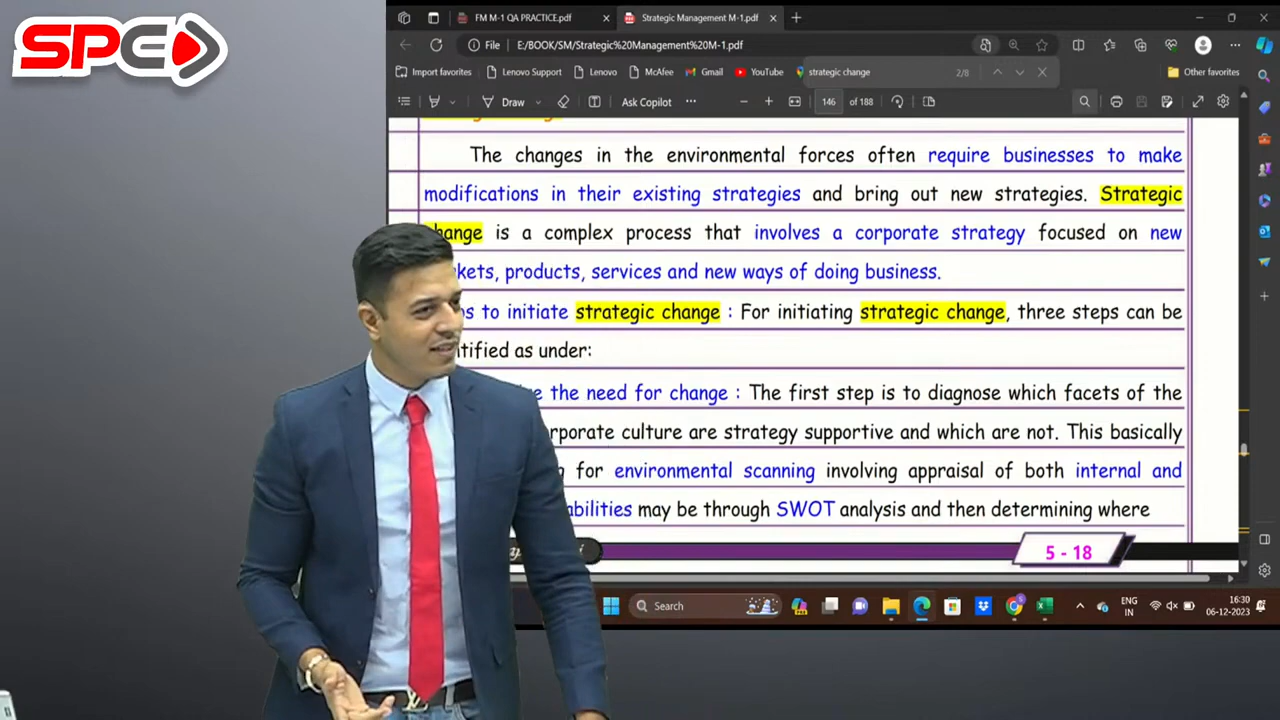 SPC
FM M-1 QA PRACTICE.pdf
Strategic Management M-1.pdf
File
E:/BOOK/SM/Strategic%20Management%20M-1.pdf
Import favorites
Lenovo Support
Lenovo
McAfee
Gmail
YouTube
strategic change
2/8
Other favorites
Draw
Ask Copilot
146
of 188
The changes in the environmental forces often require businesses to make
modifications in their existing strategies and bring out new strategies. Strategic
change is a complex process that involves a corporate strategy focused on new
products, services and new ways of doing business.
to initiate strategic change : For initiating strategic change, three steps can be
as under:
the need for change : The first step is to diagnose which facets of the
culture are strategy supportive and which are not. This basically
for environmental scanning involving appraisal of both internal and
may be through SWOT analysis and then determining where
5 - 18
Search
ENG
IN
16:30
06-12-2023